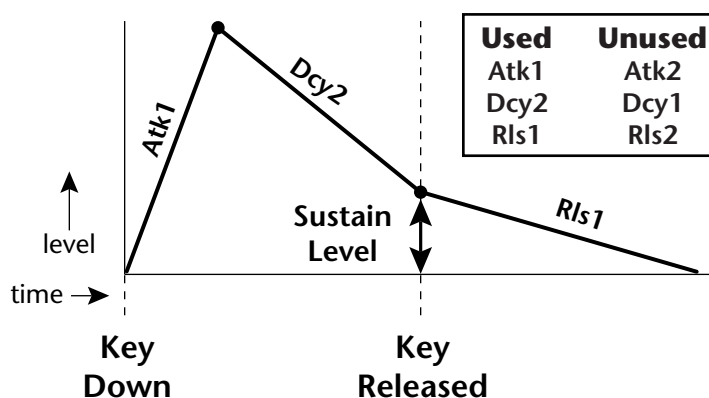 Used Unused
Atk1 Atk2
Dcy2 Dcy1
Rls1 Rls2
Atk1
Dcy2
Rls1
Sustain
Level
level
time
Key
Down
Key
Released